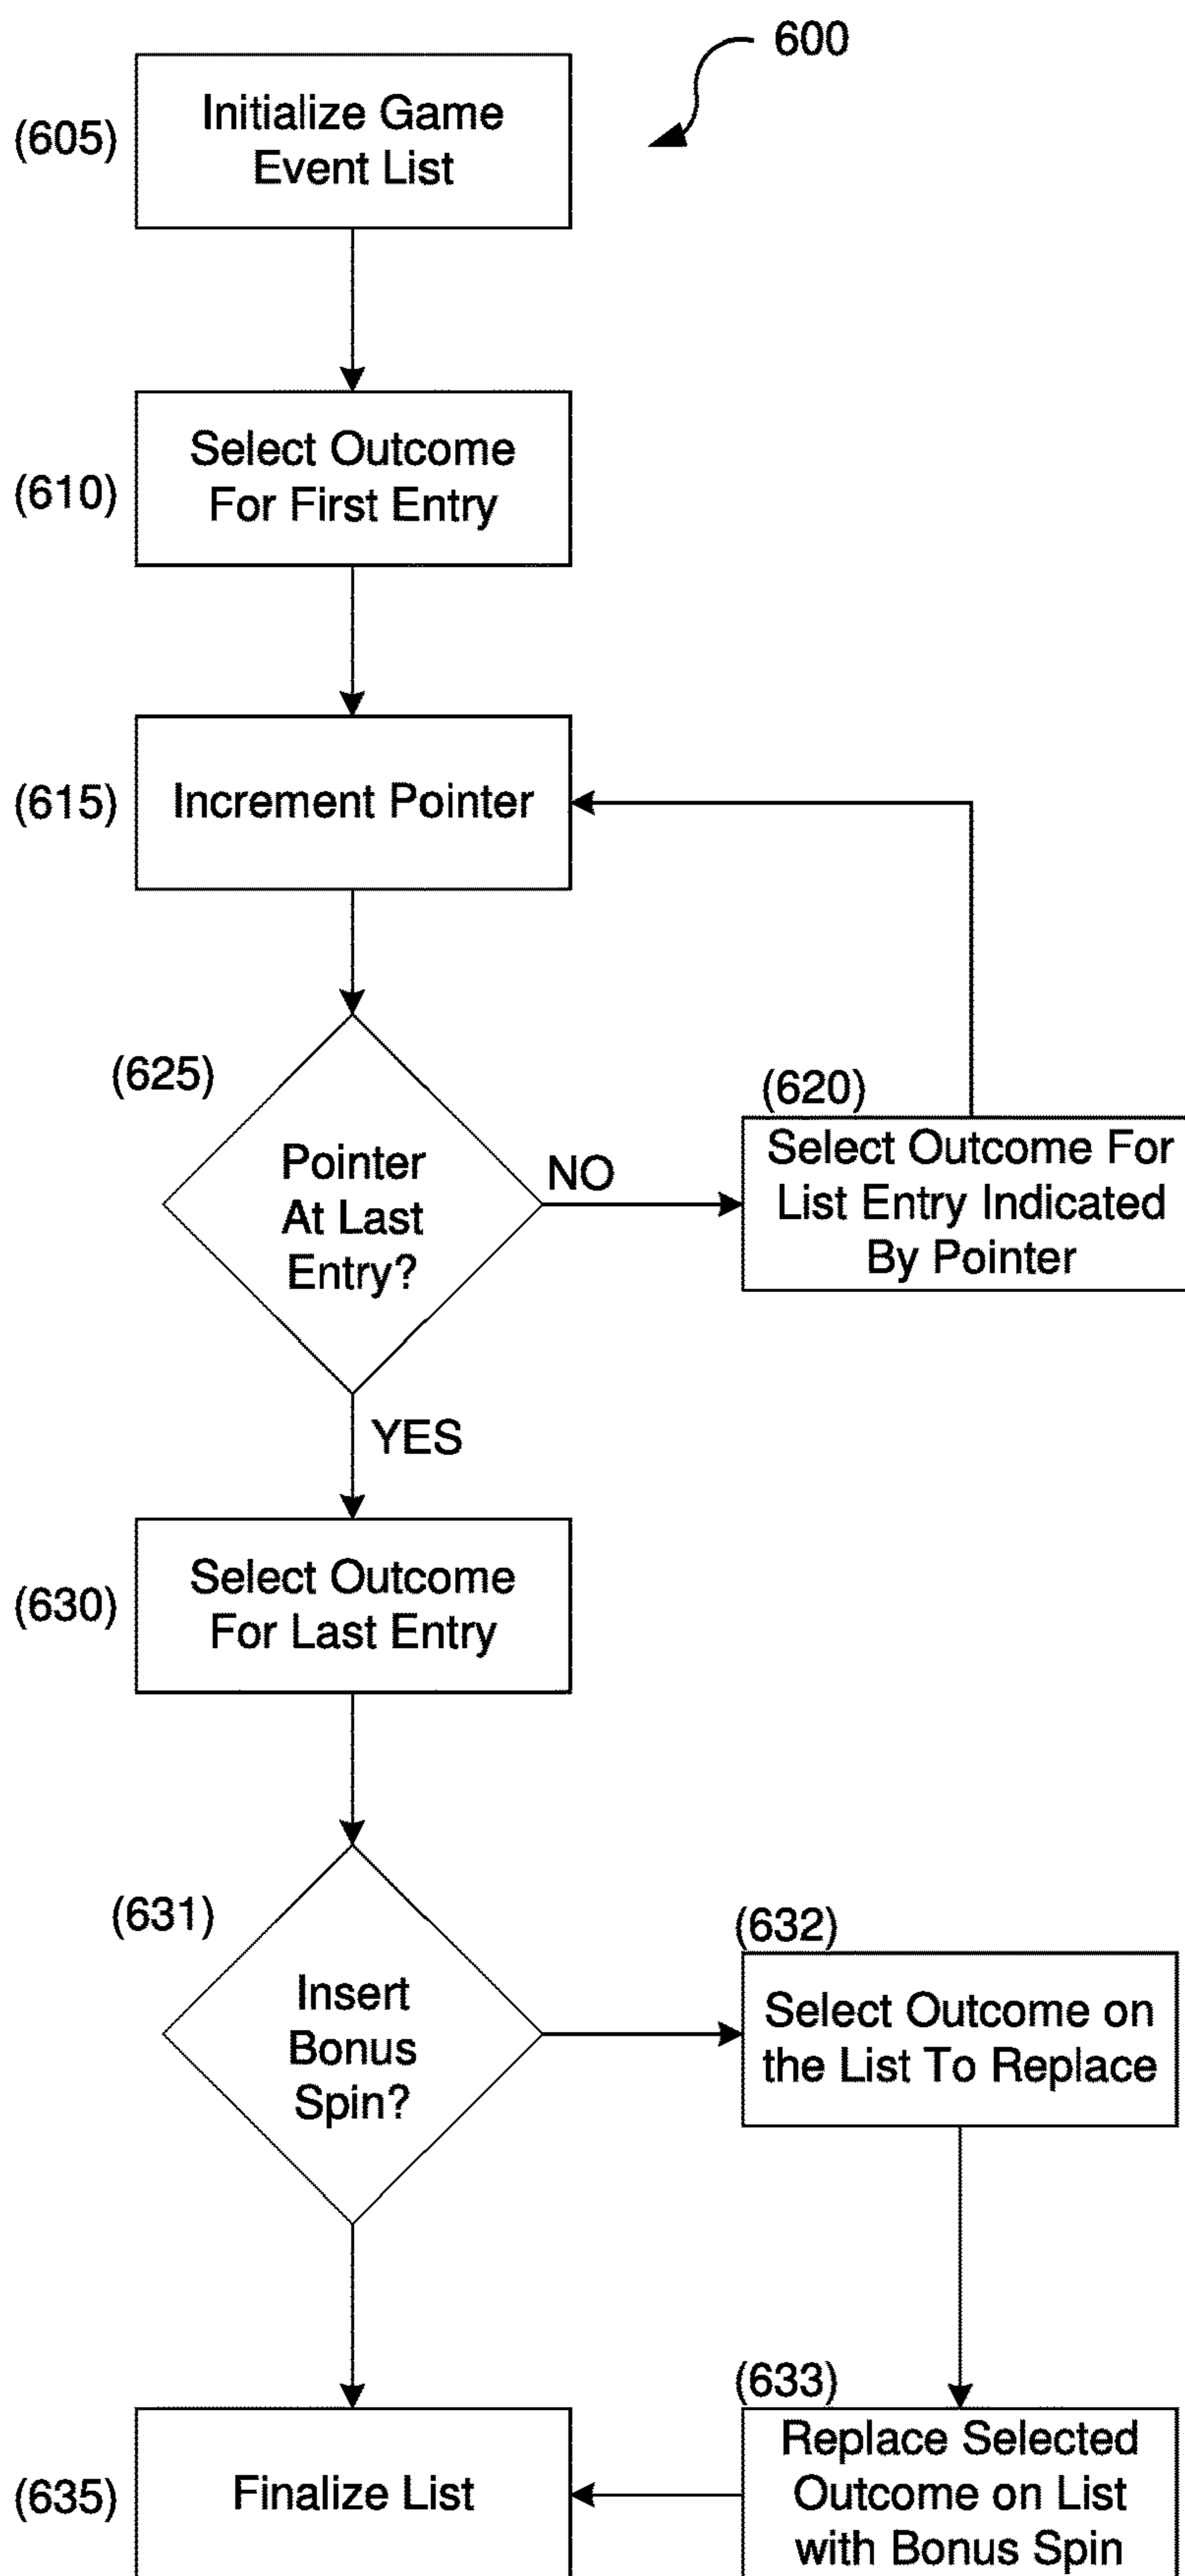 600
(605)
Initialize Game
Event List
(610)
Select Outcome
For First Entry
(615)
Increment Pointer
(625)
Pointer
At Last
Entry?
NO
(620)
Select Outcome For
List Entry Indicated
By Pointer
YES
(630)
Select Outcome
For Last Entry
(631)
Insert
Bonus
Spin?
(632)
Select Outcome on
the List To Replace
(633)
Replace Selected
Outcome on List
with Bonus Spin
(635)
Finalize List